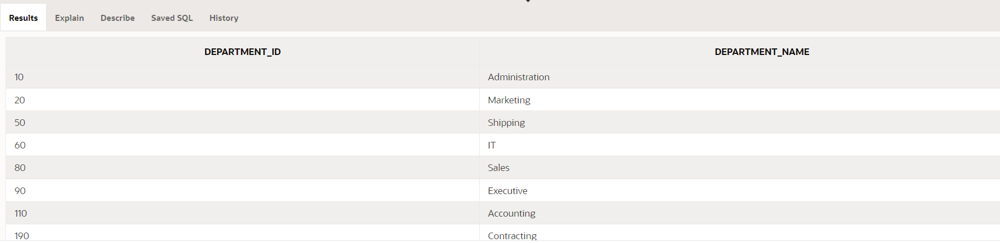 Results Explain Describe Saved SQL History
DEPARTMENT_ID DEPARTMENT_NAME
10 Administration
20 Marketing
50 Shipping
60 IT
80 Sales
90 Executive
110 Accounting
190 Contracting